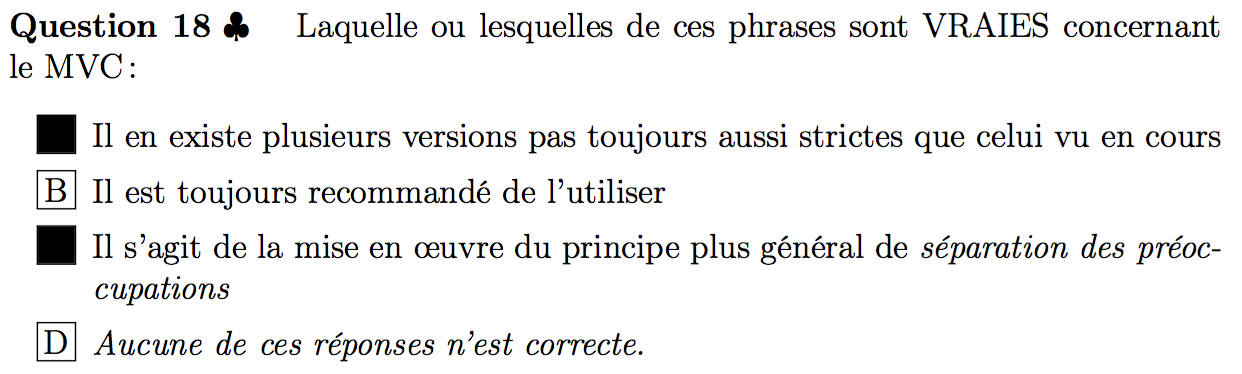 Question 18 ♣ Laquelle ou lesquelles de ces phrases sont VRAIES concernant
le MVC :
Il en existe plusieurs versions pas toujours aussi strictes que celui vu en cours
B Il est toujours recommandé de l'utiliser
Il s'agit de la mise en œuvre du principe plus général de séparation des préoc-
cupations
D Aucune de ces réponses n'est correcte.